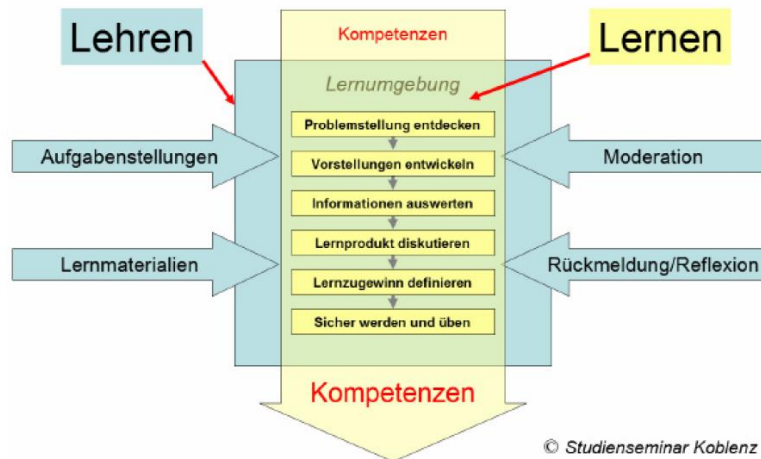 Lehren
Kompetenzen
Lernen
Lernumgebung
Problemstellung entdecken
Aufgabenstellungen
Vorstellungen entwickeln
Moderation
Informationen auswerten
Lernprodukt diskutieren
Lernmaterialien
Rückmeldung/Reflexion
Lernzugewinn definieren
Sicher werden und üben
Kompetenzen
© Studienseminar Koblenz